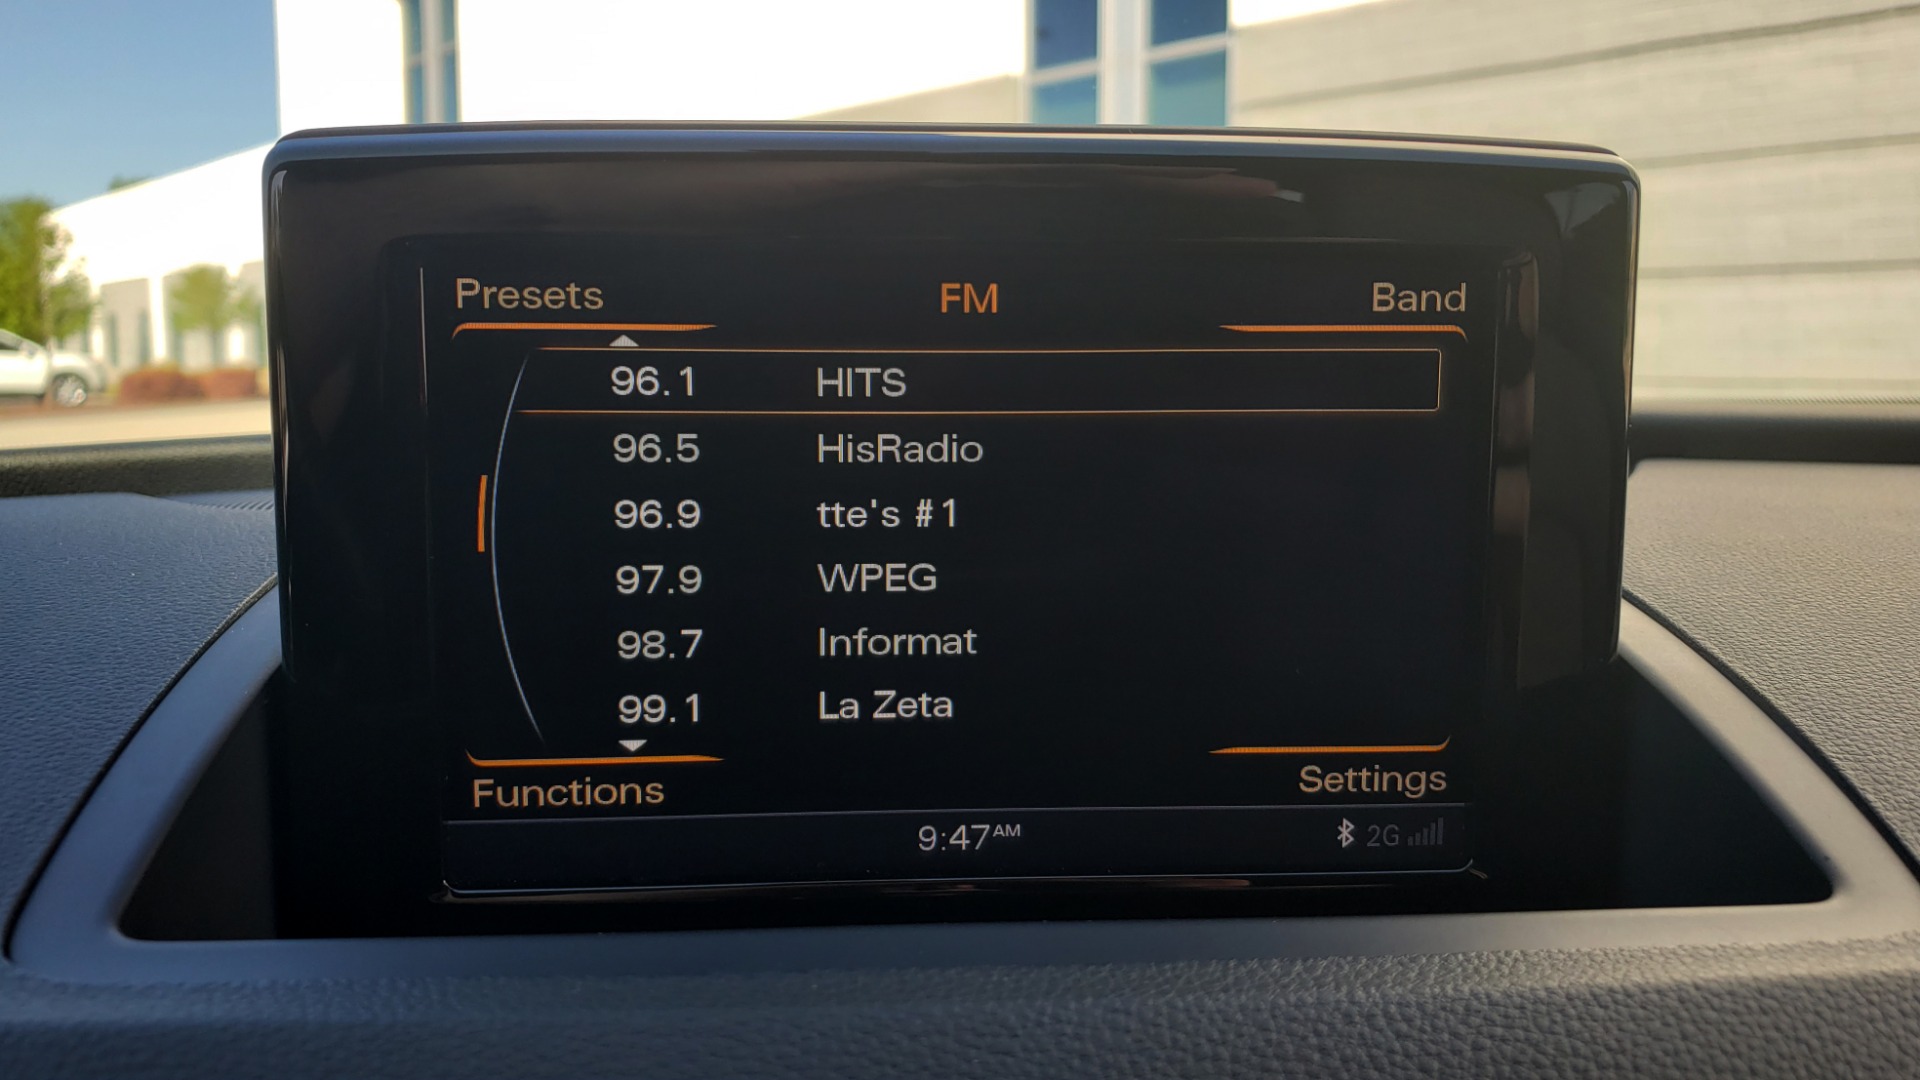 Presets FM Band
96.1 HITS
96.5 HisRadio
96.9 tte's #1
97.9 WPEG
98.7 Informat
99.1 La Zeta
Functions Settings
9:47AM 2G